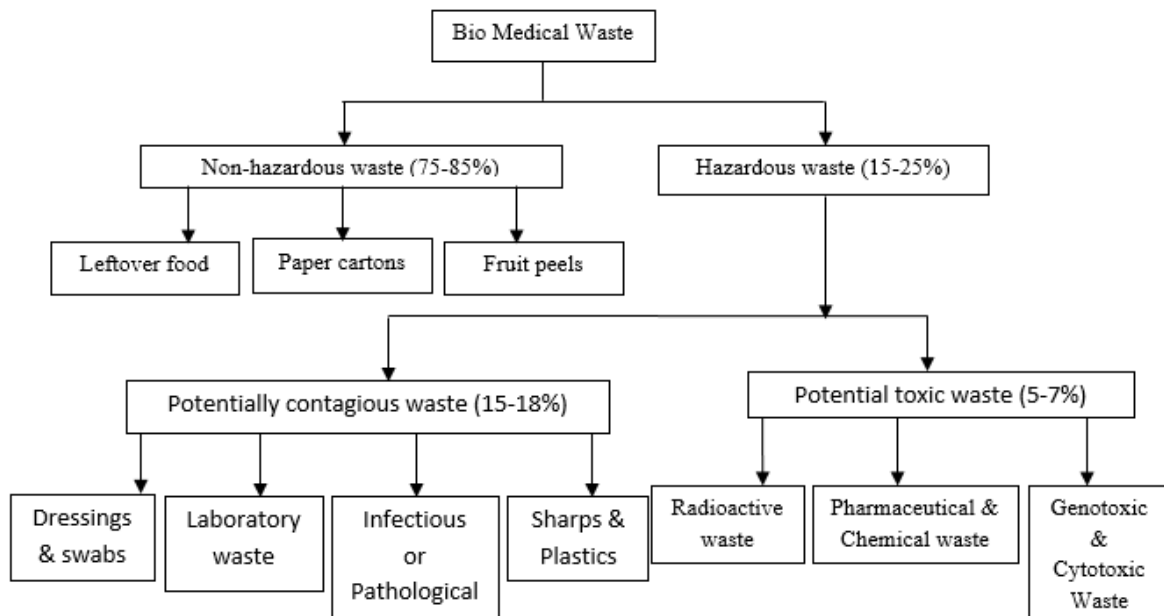 Bio Medical Waste
Non-hazardous waste (75-85%)
Hazardous waste (15-25%)
Leftover food
Paper cartons
Fruit peels
Potentially contagious waste (15-18%)
Potential toxic waste (5-7%)
Dressings
& swabs
Laboratory
waste
Infectious
or
Pathological
Sharps &
Plastics
Radioactive
waste
Pharmaceutical &
Chemical waste
Genotoxic
&
Cytotoxic
Waste